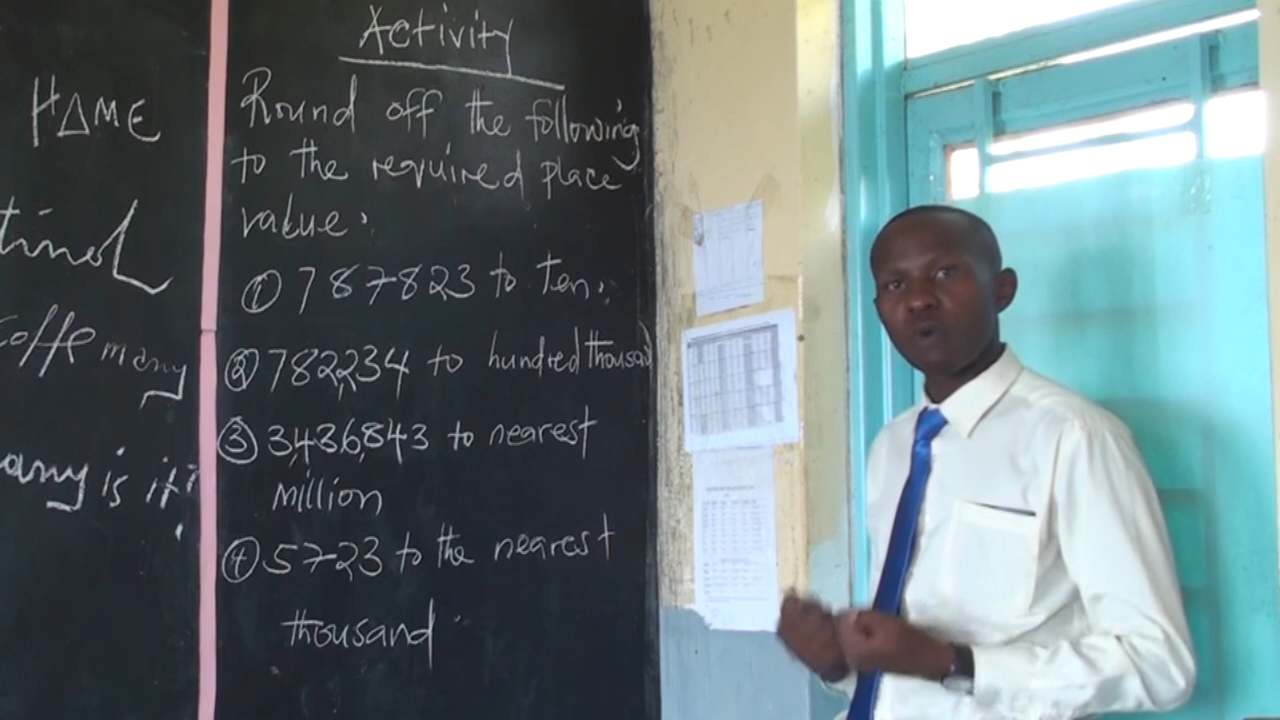 HAME
tinol
coffe many
any is it?
Activity
Round off the following
to the required place
value.
① 787823 to Ten.
② 782,234 to hundred thousand
③ 3,436,843 to nearest
million
④ 5723 to the nearest
thousand.